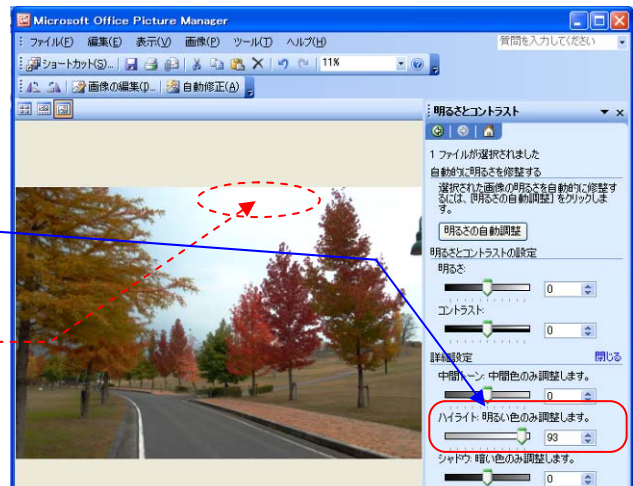 Microsoft Office Picture Manager
ファイル(F) 編集(E) 表示(V) 画像(P) ツール(T) ヘルプ(H) 質問を入力してください
ショートカット(S)... 11%
画像の編集(I)... 自動修正(A)
明るさとコントラスト
1 ファイルが選択されました
自動的に明るさを修整する
選択された画像の明るさを自動的に修整す
るには、[明るさの自動調整] をクリックしま
す。
明るさの自動調整
明るさとコントラストの設定
明るさ:
0
コントラスト:
0
詳細設定 閉じる
中間トーン: 中間色のみ調整します。
0
ハイライト: 明るい色のみ調整します。
93
シャドウ: 暗い色のみ調整します。
0